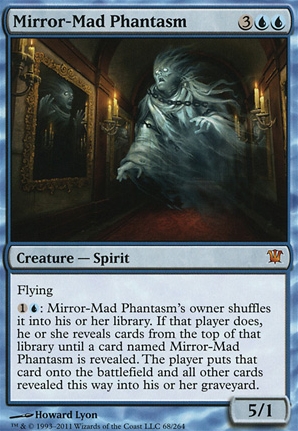 Mirror-Mad Phantasm 3
Creature — Spirit
Flying
1 : Mirror-Mad Phantasm's owner shuffles
it into his or her library. If that player does,
he or she reveals cards from the top of that
library until a card named Mirror-Mad
Phantasm is revealed. The player puts that
card onto the battlefield and all other cards
revealed this way into his or her graveyard.
5/1
Howard Lyon
™ & © 1993–2011 Wizards of the Coast LLC 68/264